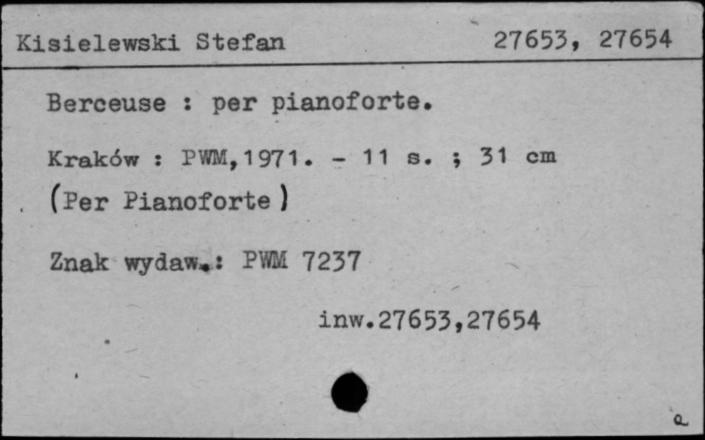 Kisielewski Stefan 27653, 27654
Berceuse : per pianoforte.
Kraków : PWM, 1971. - 11 s. ; 31 cm
(Per Pianoforte)
Znak wydaw.: PWM 7237
inw.27653,27654